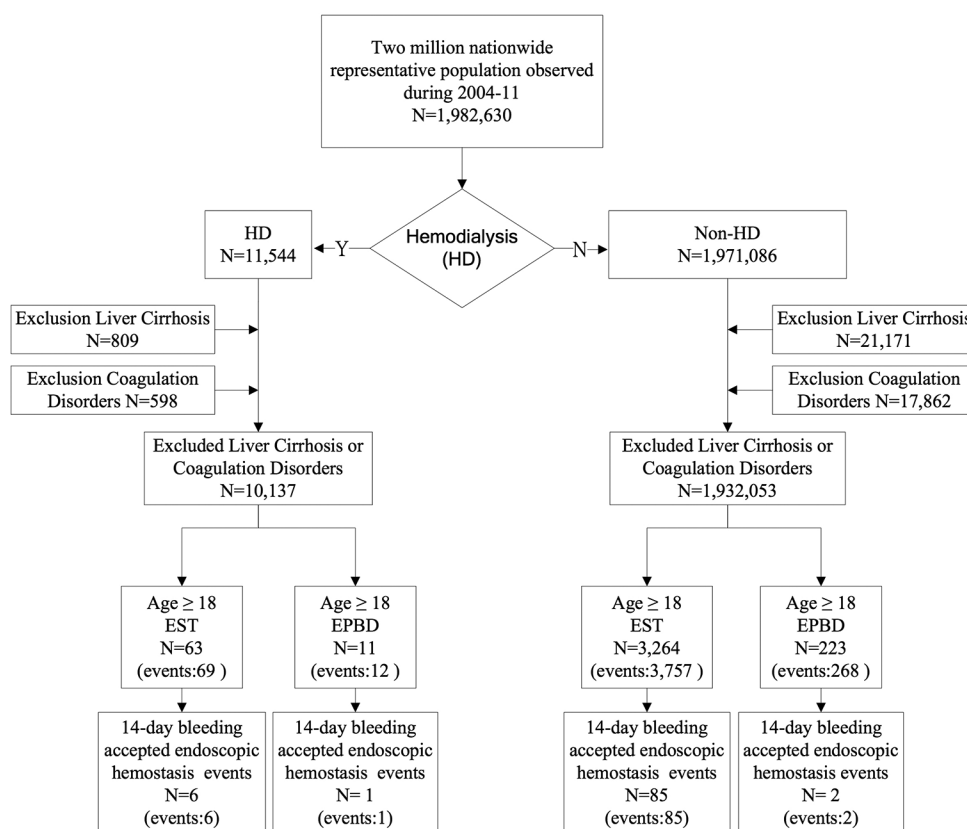 Two million nationwide
representative population observed
during 2004-11
N=1,982,630
Hemodialysis
(HD)
Y
N
HD
N=11,544
Non-HD
N=1,971,086
Exclusion Liver Cirrhosis
N=809
Exclusion Coagulation
Disorders N=598
Exclusion Liver Cirrhosis
N=21,171
Exclusion Coagulation
Disorders N=17,862
Excluded Liver Cirrhosis or
Coagulation Disorders
N=10,137
Excluded Liver Cirrhosis or
Coagulation Disorders
N=1,932,053
Age ≥ 18
EST
N=63
(events:69 )
Age ≥ 18
EPBD
N=11
(events:12 )
Age ≥ 18
EST
N=3,264
(events:3,757 )
Age ≥ 18
EPBD
N=223
(events:268 )
14-day bleeding
accepted endoscopic
hemostasis events
N=6
(events:6)
14-day bleeding
accepted endoscopic
hemostasis events
N= 1
(events:1)
14-day bleeding
accepted endoscopic
hemostasis events
N=85
(events:85)
14-day bleeding
accepted endoscopic
hemostasis events
N= 2
(events:2)